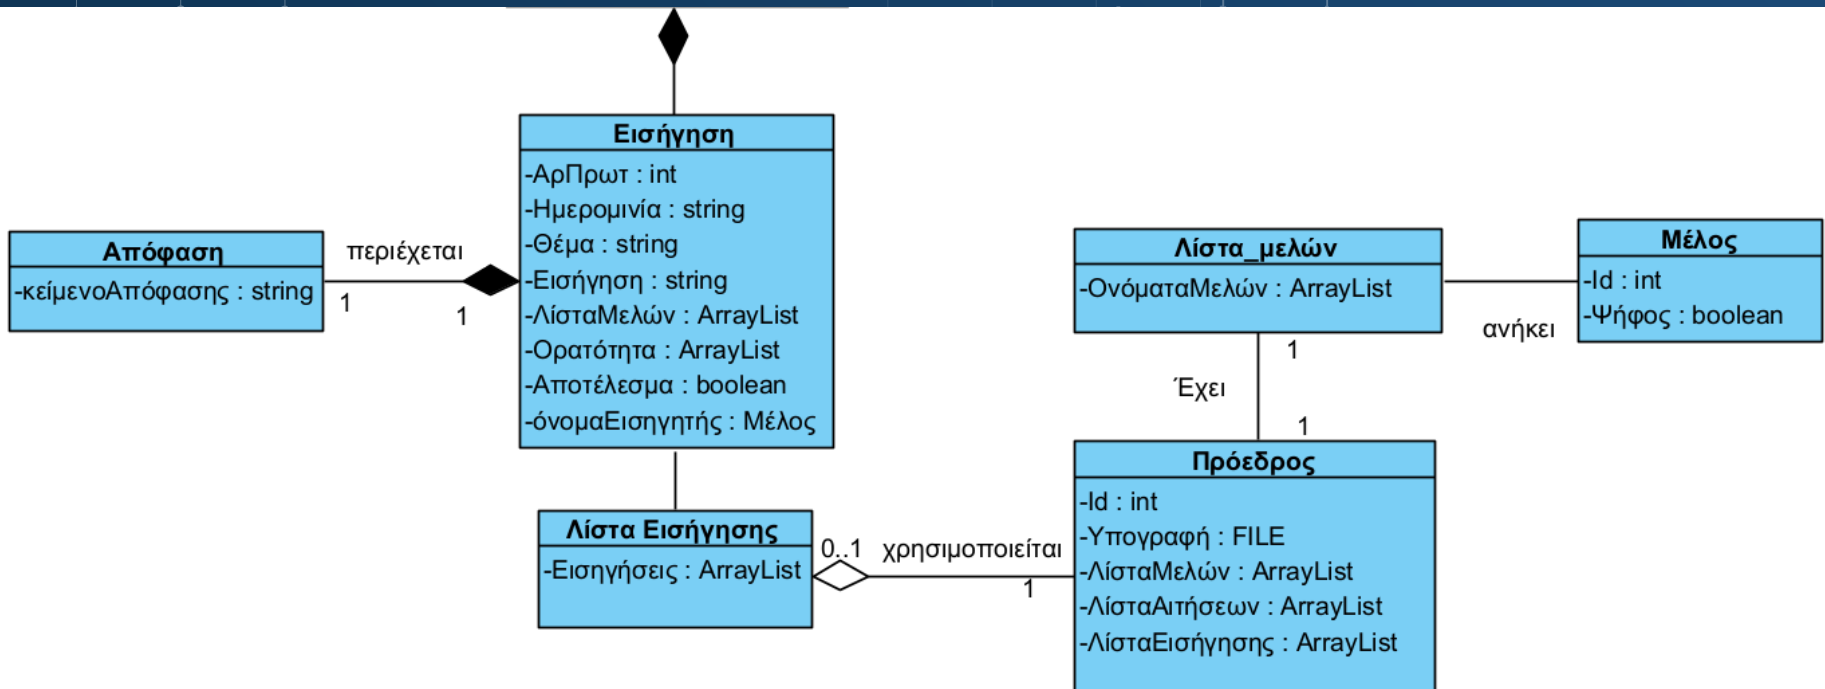 Εισήγηση
-ΑρΠρωτ : int
-Ημερομινία : string
-Θέμα : string
-Εισήγηση : string
-ΛίσταΜελών : ArrayList
-Ορατότητα : ArrayList
-Αποτέλεσμα : boolean
-όνομαΕισηγητής : Μέλος
Απόφαση
-κείμενοΑπόφασης : string
περιέχεται
1
1
Λίστα_μελών
-ΟνόματαΜελών : ArrayList
Μέλος
-Id : int
-Ψήφος : boolean
ανήκει
1
Έχει
1
Πρόεδρος
-Id : int
-Υπογραφή : FILE
-ΛίσταΜελών : ArrayList
-ΛίσταΑιτήσεων : ArrayList
-ΛίσταΕισήγησης : ArrayList
Λίστα Εισήγησης
-Εισηγήσεις : ArrayList
0..1 χρησιμοποιείται
1